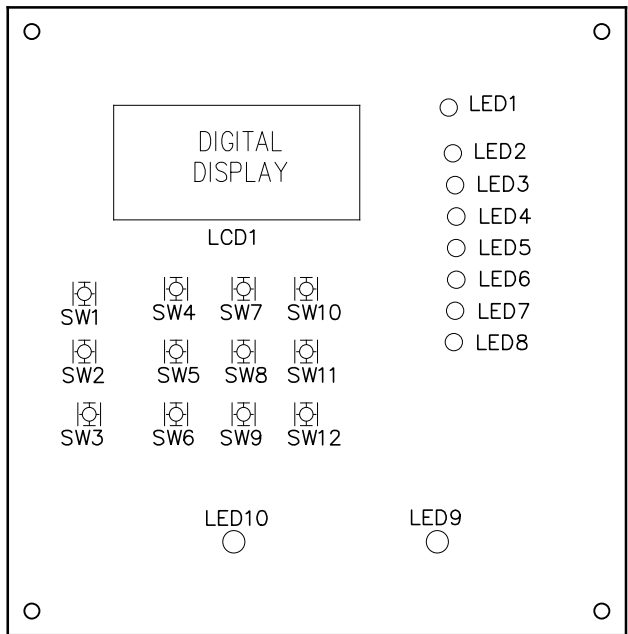 LED1
DIGITAL
DISPLAY
LED2
LED3
LED4
LCD1
LED5
LED6
LED7
LED8
SW1 SW4 SW7 SW10
SW2 SW5 SW8 SW11
SW3 SW6 SW9 SW12
LED10 LED9